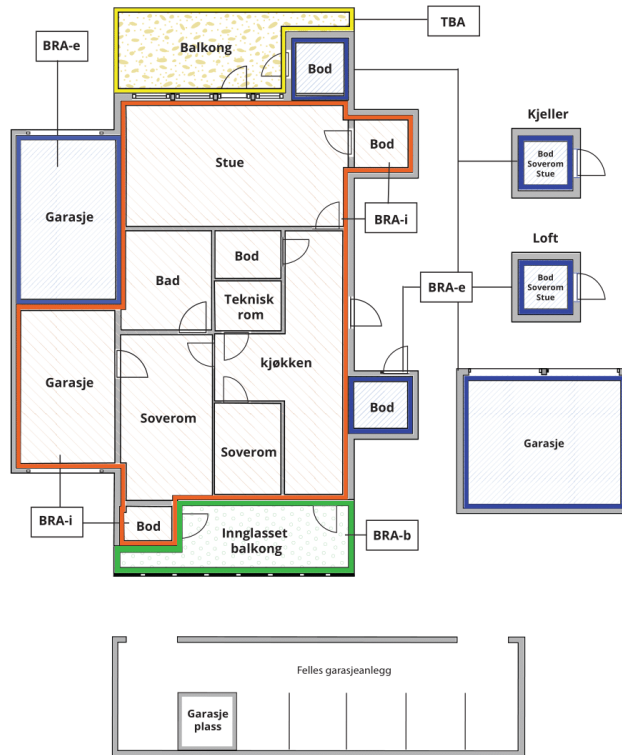 TBA
BRA-e
Balkong
Bod
Kjeller
Stue
Bod
Bod
Soverom
Stue
Garasje
BRA-i
Loft
Bod
Bad
Teknisk
rom
BRA-e
Bod
Soverom
Stue
Garasje
kjøkken
Soverom
Bod
Garasje
Soverom
BRA-i
Bod
Innglasset
balkong
BRA-b
Felles garasjeanlegg
Garasje
plass